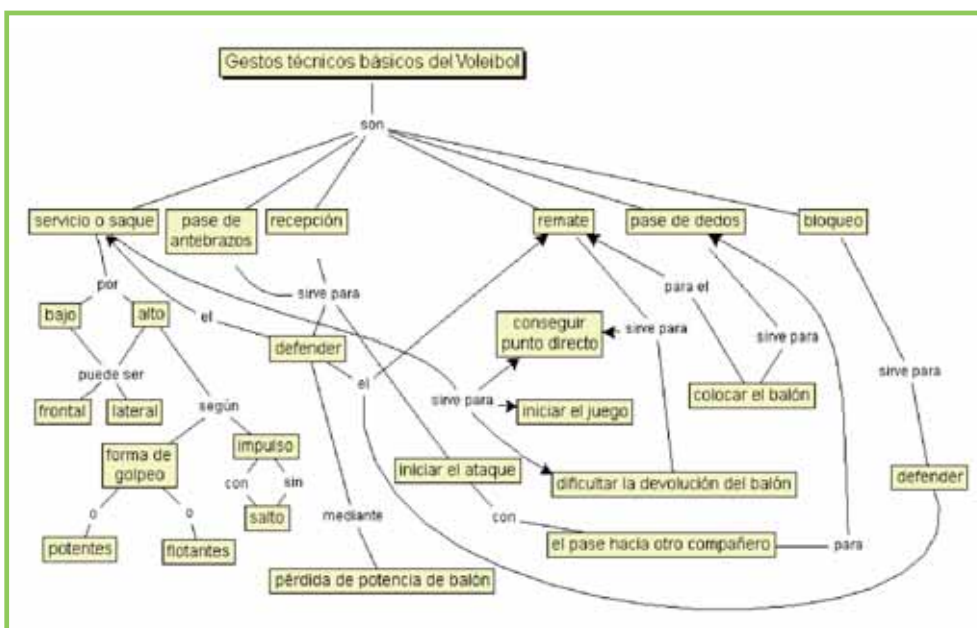 Gestos técnicos básicos del Voleibol
son
servicio o saque
pase de
antebrazos
recepción
remate
pase de dedos
bloqueo
por
sirve para
para el
bajo
alto
el
defender
conseguir
punto directo
sirve para
sirve para
puede ser
el
sirve para
sirve para
frontal
lateral
según
iniciar el juego
colocar el balón
forma de
golpeo
impulso
iniciar el ataque
dificultar la devolución del balón
defender
con
sin
o
o
salto
mediante
con
potentes
flotantes
el pase hacia otro compañero
para
pérdida de potencia de balón